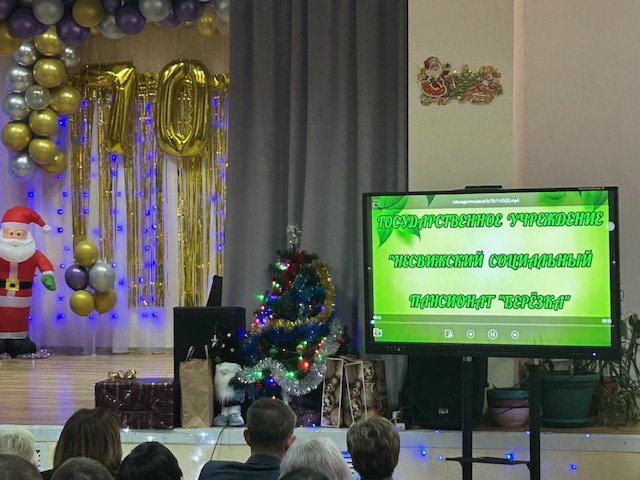 70
ГОСУДАРСТВЕННОЕ УЧРЕЖДЕНИЕ
"НЕСВИЖСКИЙ СОЦИАЛЬНЫЙ
ПАНСИОНАТ "БЕРЁЗКА"